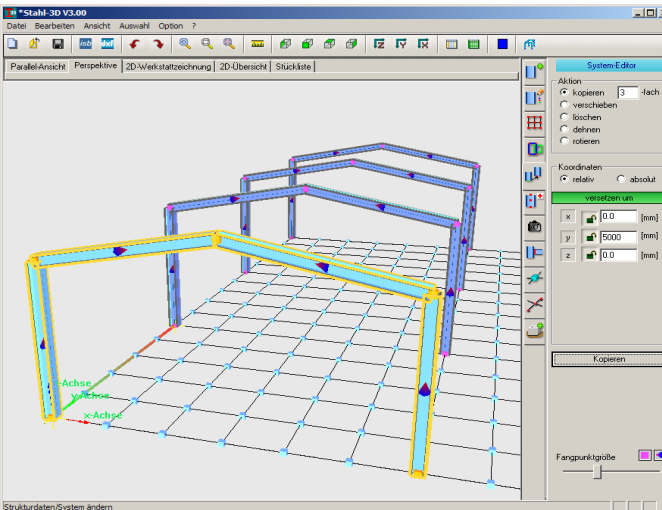 *Stahl-3D V3.00
Datei Bearbeiten Ansicht Auswahl Option ?
isb dxf
Parallel-Ansicht Perspektive 2D-Werkstattzeichnung 2D-Übersicht Stückliste
System-Editor
Aktion
kopieren 3 -fach
verschieben
löschen
dehnen
rotieren
Koordinaten
relativ absolut
versetzen um
x 0.0 [mm]
y 5000 [mm]
z 0.0 [mm]
Kopieren
-Achse
y-Achse
x-Achse
Fangpunktgröße
Strukturdaten/System ändern